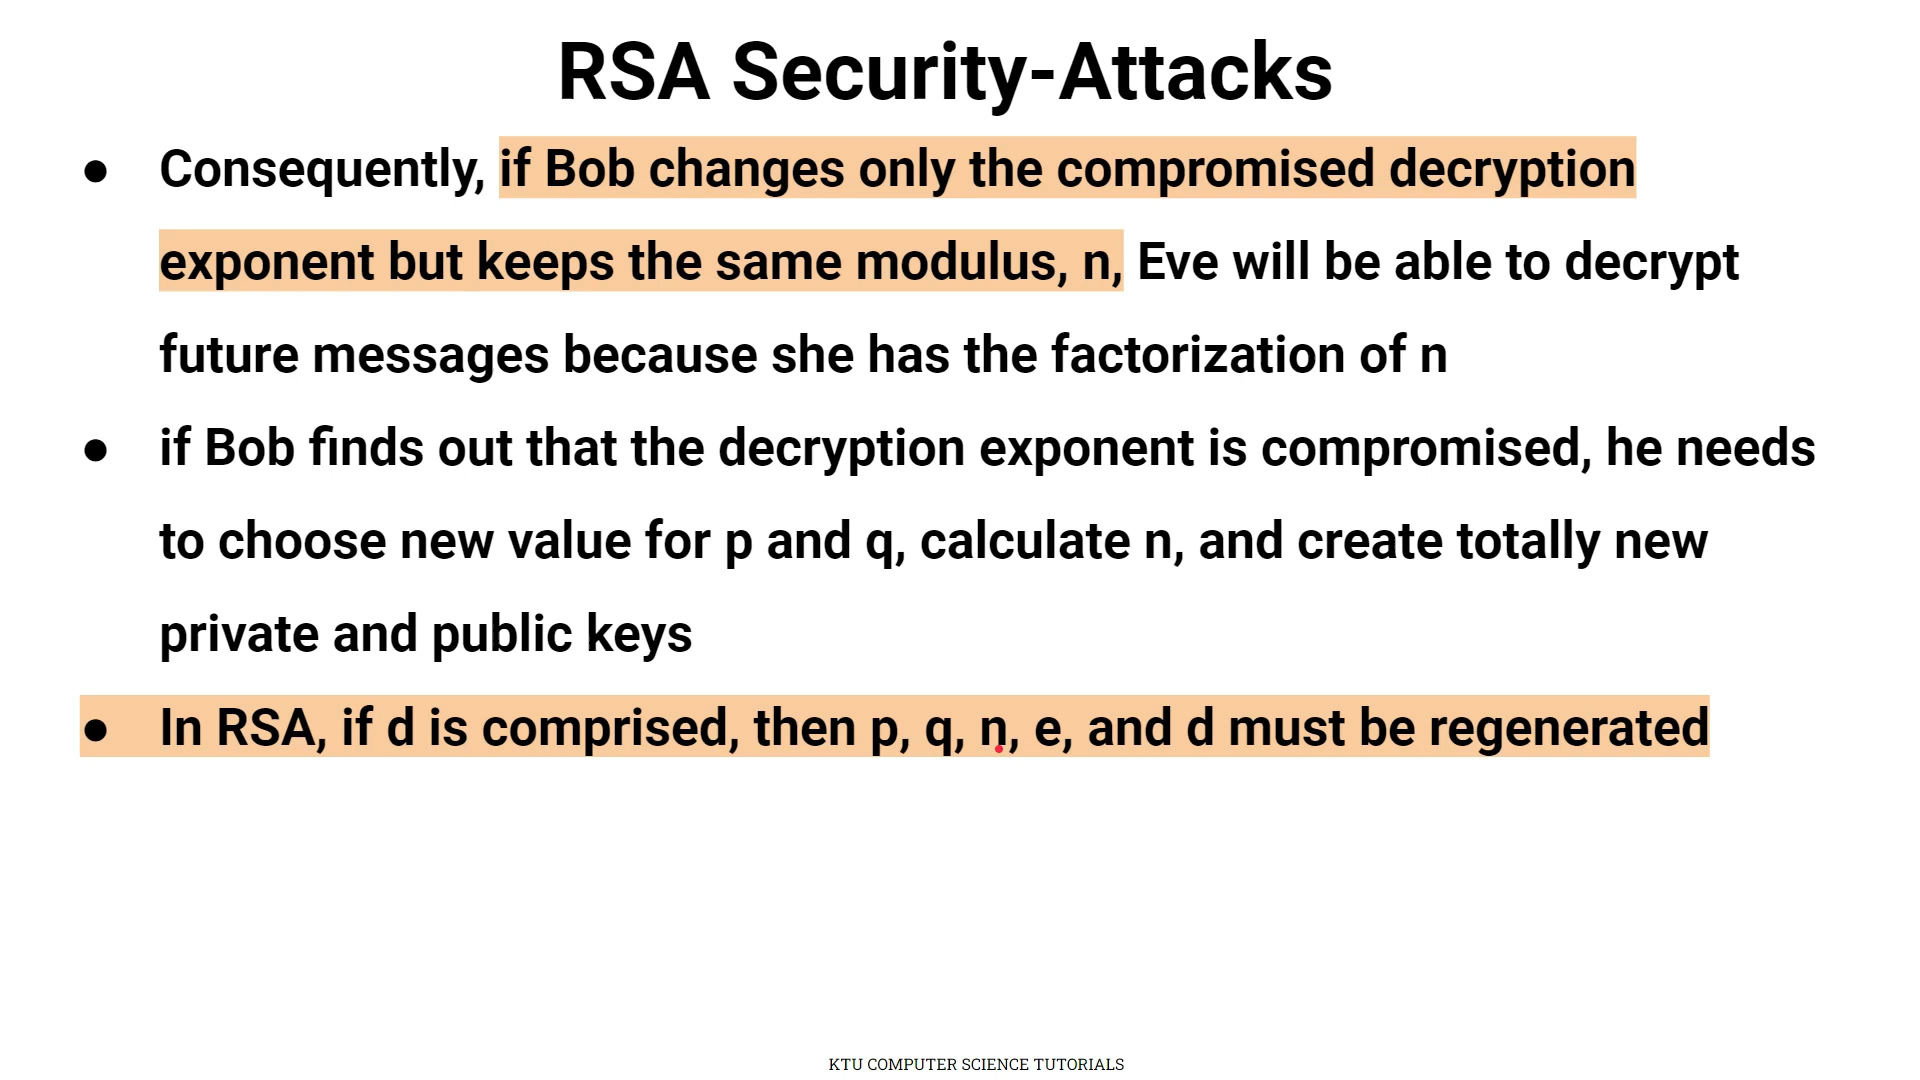 RSA Security-Attacks
● Consequently, if Bob changes only the compromised decryption
exponent but keeps the same modulus, n, Eve will be able to decrypt
future messages because she has the factorization of n
● if Bob finds out that the decryption exponent is compromised, he needs
to choose new value for p and q, calculate n, and create totally new
private and public keys
● In RSA, if d is comprised, then p, q, n, e, and d must be regenerated
KTU COMPUTER SCIENCE TUTORIALS